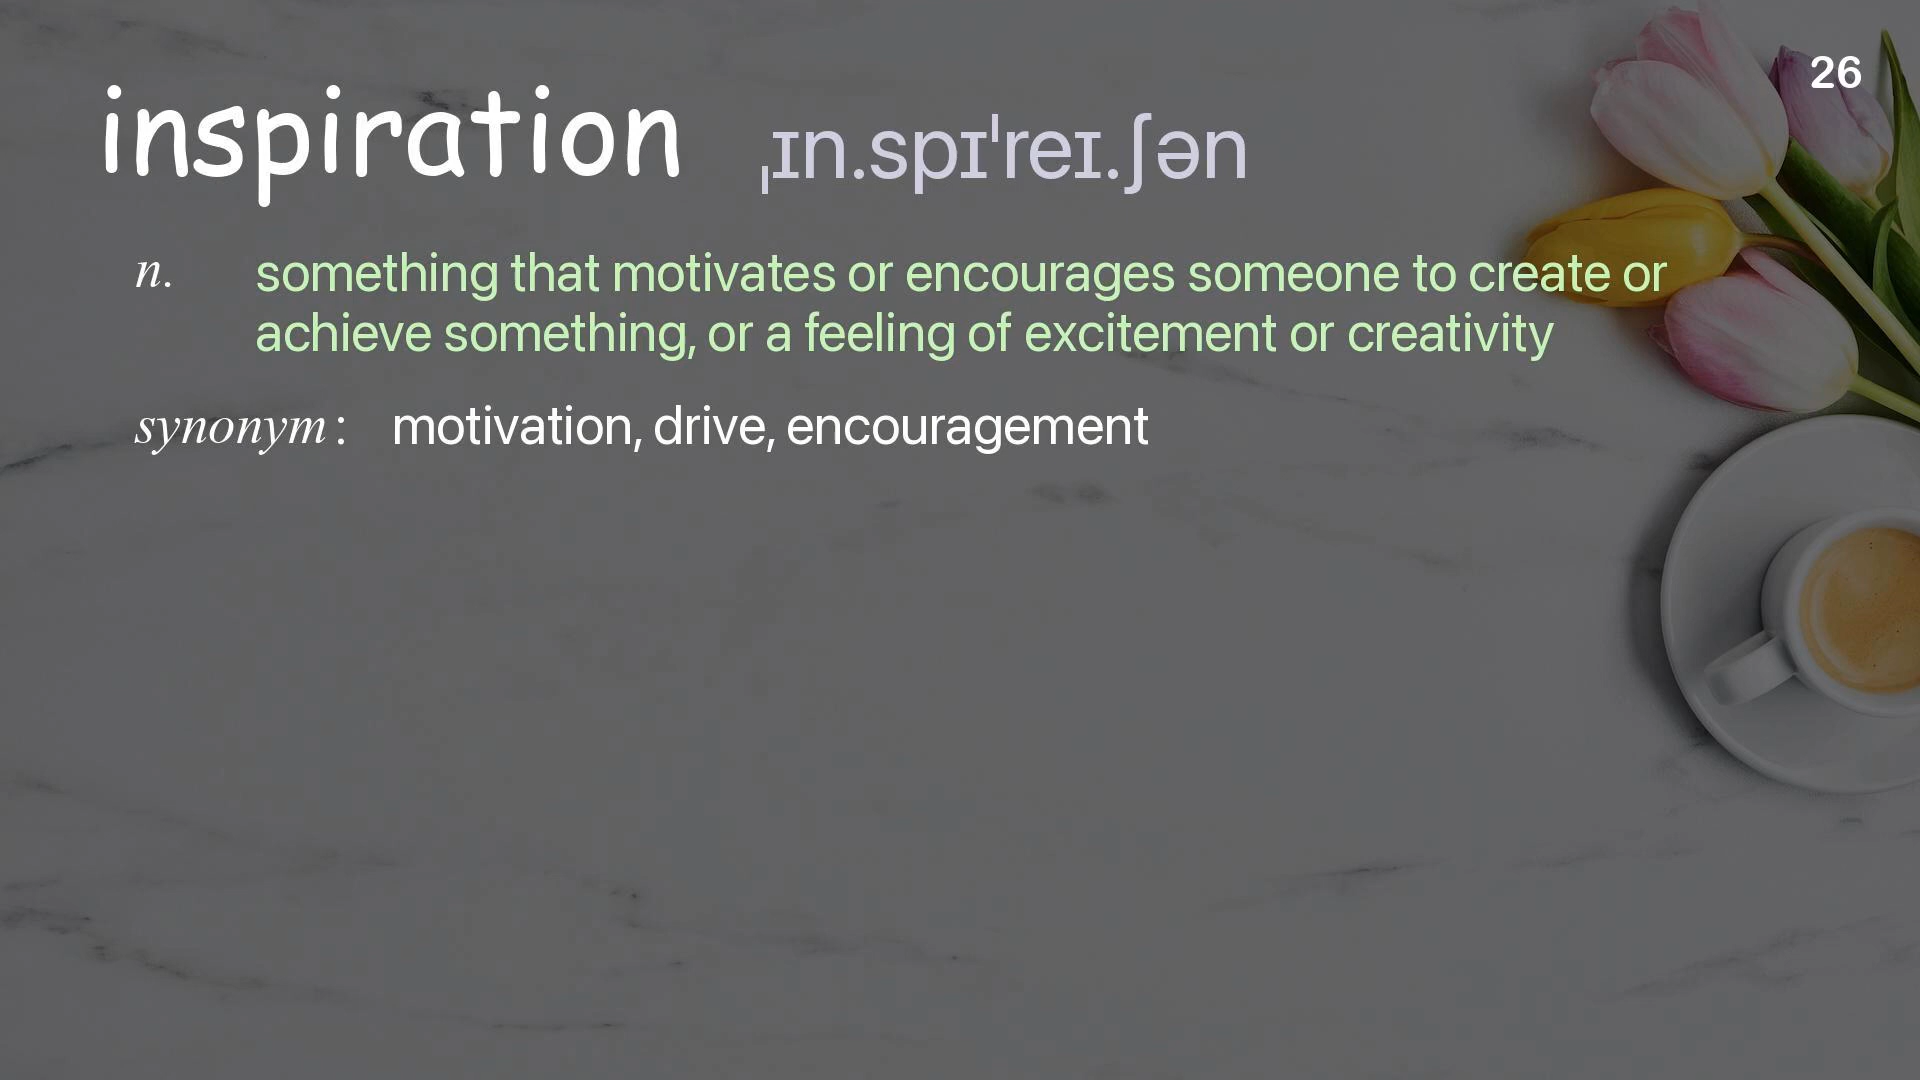 26
inspiration ˌɪn.spɪˈreɪ.ʃən
n. something that motivates or encourages someone to create or
achieve something, or a feeling of excitement or creativity
synonym : motivation, drive, encouragement